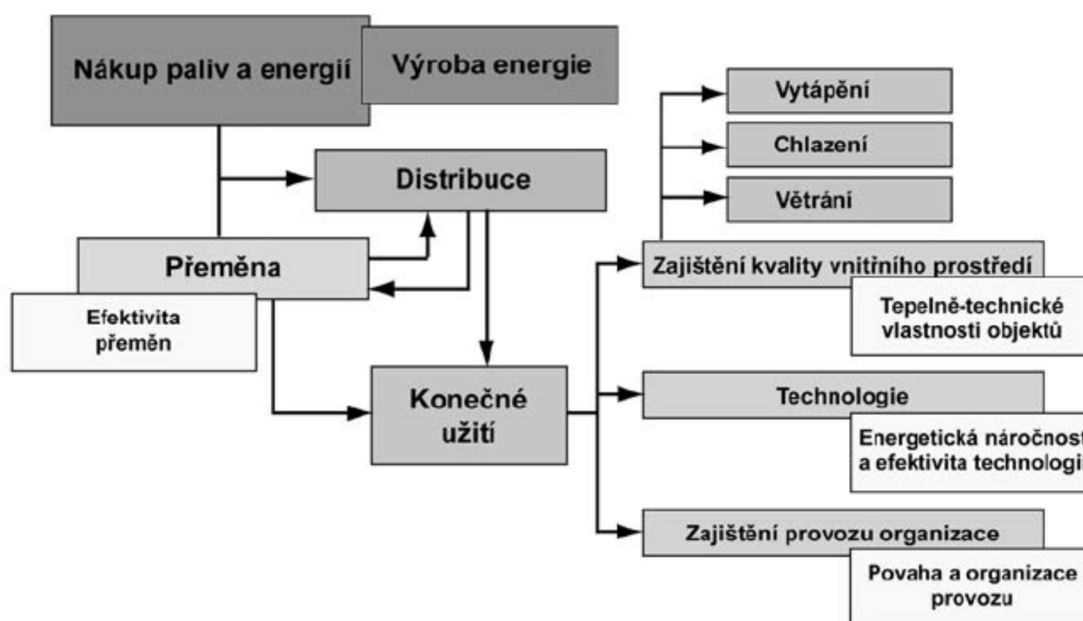 Nákup paliv a energií
Výroba energie
Distribuce
Přeměna
Efektivita
přeměn
Konečné
užití
Vytápění
Chlazení
Větrání
Zajištění kvality vnitřního prostředí
Tepelně-technické
vlastnosti objektů
Technologie
Energetická náročnost
a efektivita technologií
Zajištění provozu organizace
Povaha a organizace
provozu